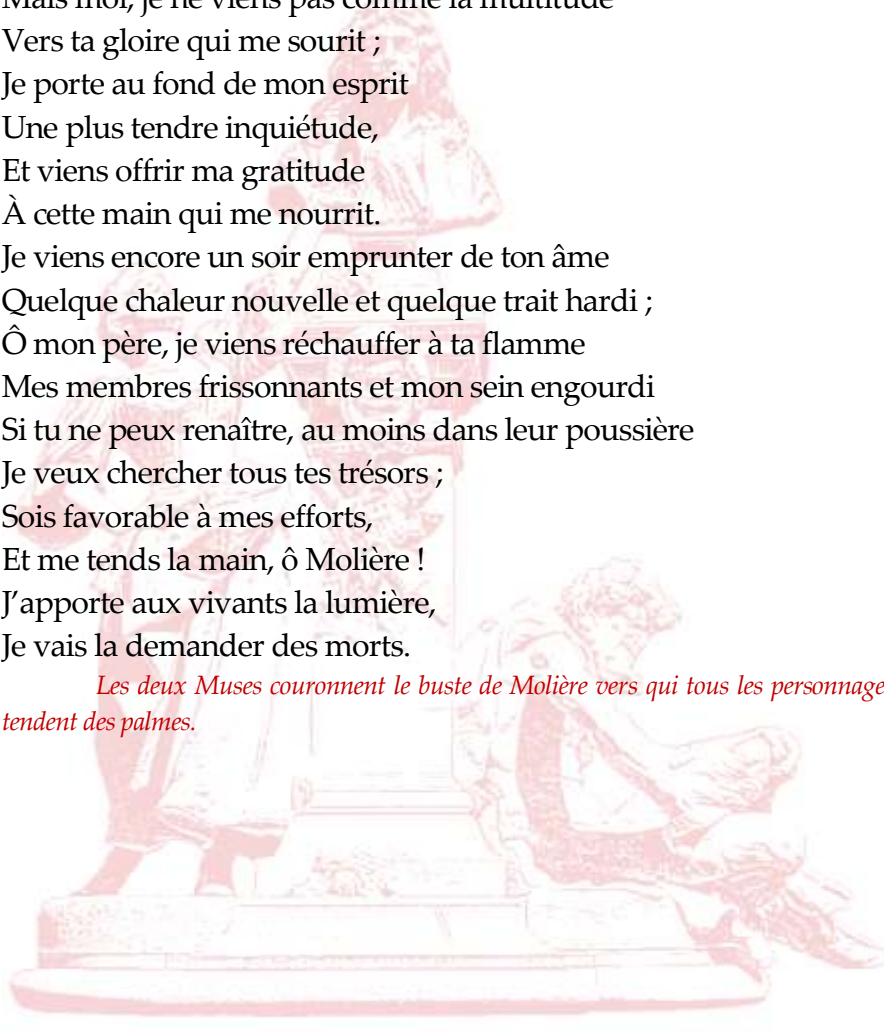 Mais moi, je ne viens pas comme la multitude
Vers ta gloire qui me sourit ;
Je porte au fond de mon esprit
Une plus tendre inquiétude,
Et viens offrir ma gratitude
À cette main qui me nourrit.
Je viens encore un soir emprunter de ton âme
Quelque chaleur nouvelle et quelque trait hardi ;
Ô mon père, je viens réchauffer à ta flamme
Mes membres frissonnants et mon sein engourdi
Si tu ne peux renaître, au moins dans leur poussière
Je veux chercher tous tes trésors ;
Sois favorable à mes efforts,
Et me tends la main, ô Molière !
J’apporte aux vivants la lumière,
Je vais la demander des morts.
Les deux Muses couronnent le buste de Molière vers qui tous les personnage
tendent des palmes.